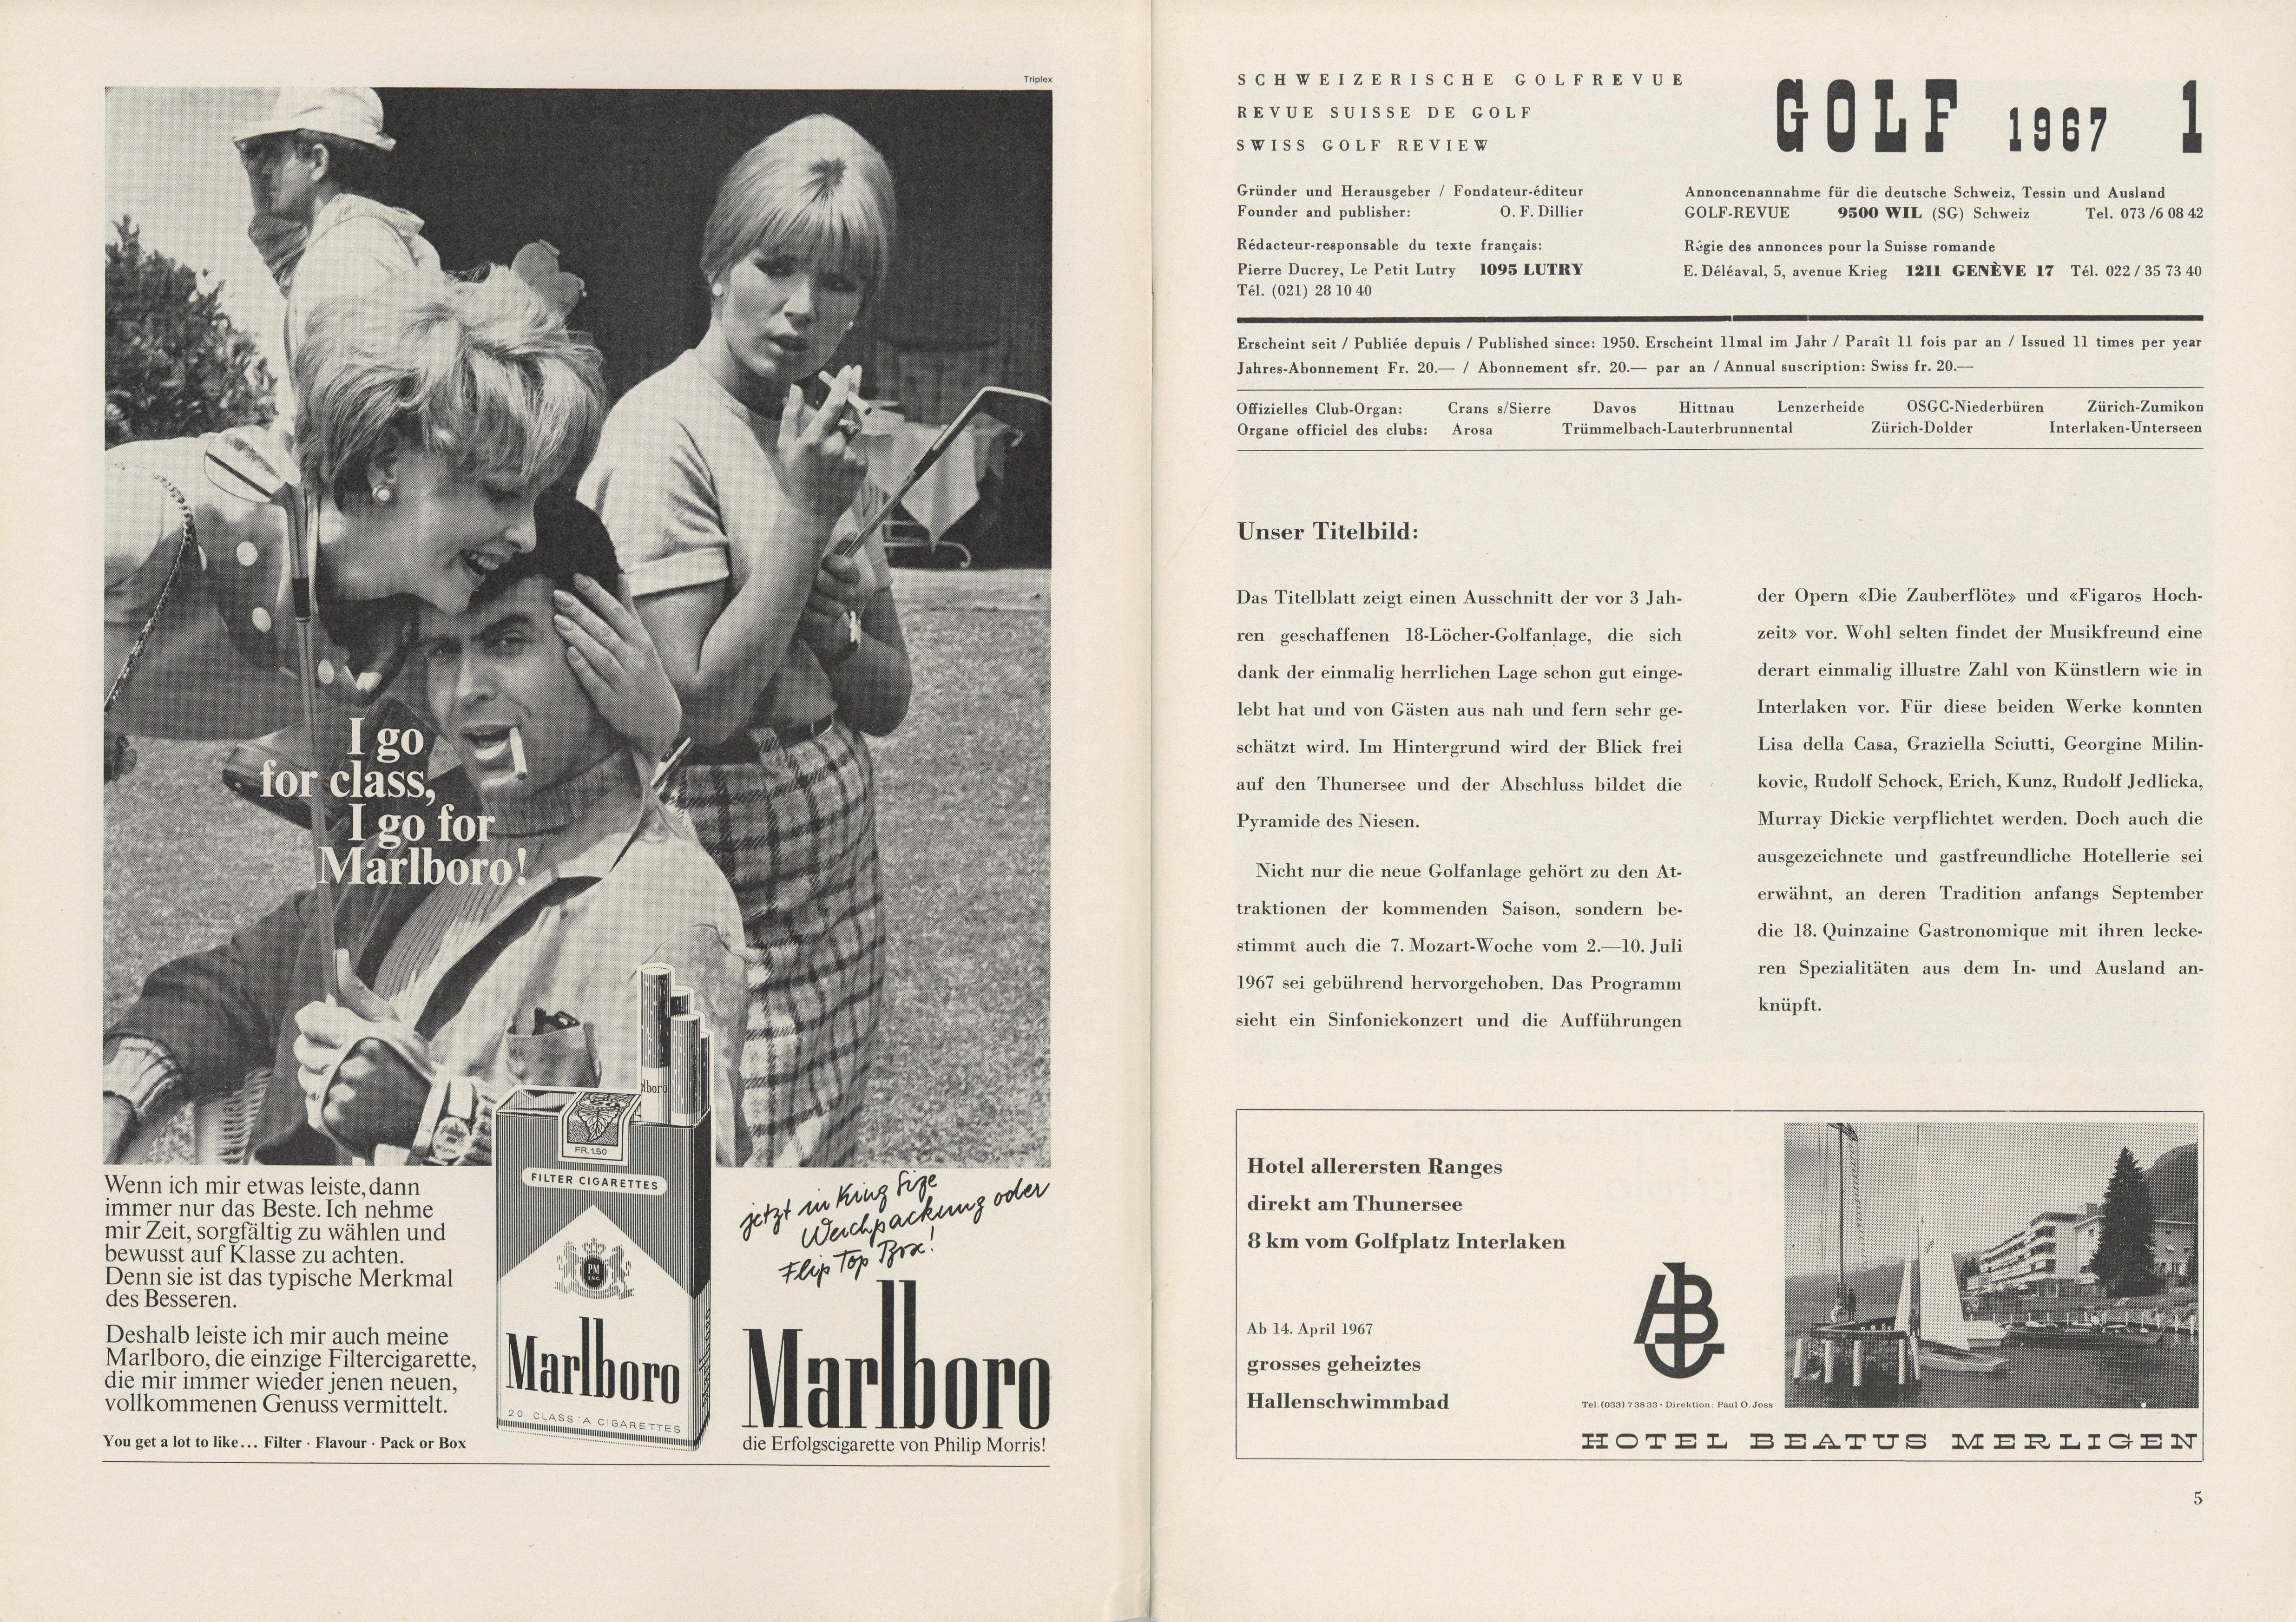 Triplex
I go
for class,
I go for
Marlboro!
FR. 1.50
FILTER CIGARETTES
PM
INC.
Marlboro
20 CLASS A CIGARETTES
Wenn ich mir etwas leiste, dann
immer nur das Beste. Ich nehme
mir Zeit, sorgfältig zu wählen und
bewusst auf Klasse zu achten.
Denn sie ist das typische Merkmal
des Besseren.
Deshalb leiste ich mir auch meine
Marlboro, die einzige Filtercigarette,
die mir immer wieder jenen neuen,
vollkommenen Genuss vermittelt.
You get a lot to like... Filter · Flavour · Pack or Box
jetzt in King Size
Weichpackung oder
Flip Top Box!
Marlboro
die Erfolgscigarette von Philip Morris!
SCHWEIZERISCHE GOLFREVUE
REVUE SUISSE DE GOLF
SWISS GOLF REVIEW
GOLF 1967 1
Gründer und Herausgeber / Fondateur-éditeur
Founder and publisher: O. F. Dillier
Rédacteur-responsable du texte français:
Pierre Ducrey, Le Petit Lutry 1095 LUTRY
Tél. (021) 28 10 40
Annoncenannahme für die deutsche Schweiz, Tessin und Ausland
GOLF-REVUE 9500 WIL (SG) Schweiz Tel. 073 /6 08 42
Régie des annonces pour la Suisse romande
E. Déléaval, 5, avenue Krieg 1211 GENÈVE 17 Tél. 022 / 35 73 40
Erscheint seit / Publiée depuis / Published since: 1950. Erscheint 11mal im Jahr / Paraît 11 fois par an / Issued 11 times per year
Jahres-Abonnement Fr. 20.— / Abonnement sfr. 20.— par an / Annual suscription: Swiss fr. 20.—
Offizielles Club-Organ: Crans s/Sierre Davos Hittnau Lenzerheide OSGC-Niederbüren Zürich-Zumikon
Organe officiel des clubs: Arosa Trümmelbach-Lauterbrunnental Zürich-Dolder Interlaken-Unterseen
Unser Titelbild:
Das Titelblatt zeigt einen Ausschnitt der vor 3 Jah-
ren geschaffenen 18-Löcher-Golfanlage, die sich
dank der einmalig herrlichen Lage schon gut einge-
lebt hat und von Gästen aus nah und fern sehr ge-
schätzt wird. Im Hintergrund wird der Blick frei
auf den Thunersee und der Abschluss bildet die
Pyramide des Niesen.
Nicht nur die neue Golfanlage gehört zu den At-
traktionen der kommenden Saison, sondern be-
stimmt auch die 7. Mozart-Woche vom 2.—10. Juli
1967 sei gebührend hervorgehoben. Das Programm
sieht ein Sinfoniekonzert und die Aufführungen
der Opern «Die Zauberflöte» und «Figaros Hoch-
zeit» vor. Wohl selten findet der Musikfreund eine
derart einmalig illustre Zahl von Künstlern wie in
Interlaken vor. Für diese beiden Werke konnten
Lisa della Casa, Graziella Sciutti, Georgine Milin-
kovic, Rudolf Schock, Erich, Kunz, Rudolf Jedlicka,
Murray Dickie verpflichtet werden. Doch auch die
ausgezeichnete und gastfreundliche Hotellerie sei
erwähnt, an deren Tradition anfangs September
die 18. Quinzaine Gastronomique mit ihren lecke-
ren Spezialitäten aus dem In- und Ausland an-
knüpft.
Hotel allerersten Ranges
direkt am Thunersee
8 km vom Golfplatz Interlaken
Ab 14. April 1967
grosses geheiztes
Hallenschwimmbad
Tel. (033) 7 38 33 · Direktion: Paul O. Joss
HOTEL BEATUS MERLIGEN
5